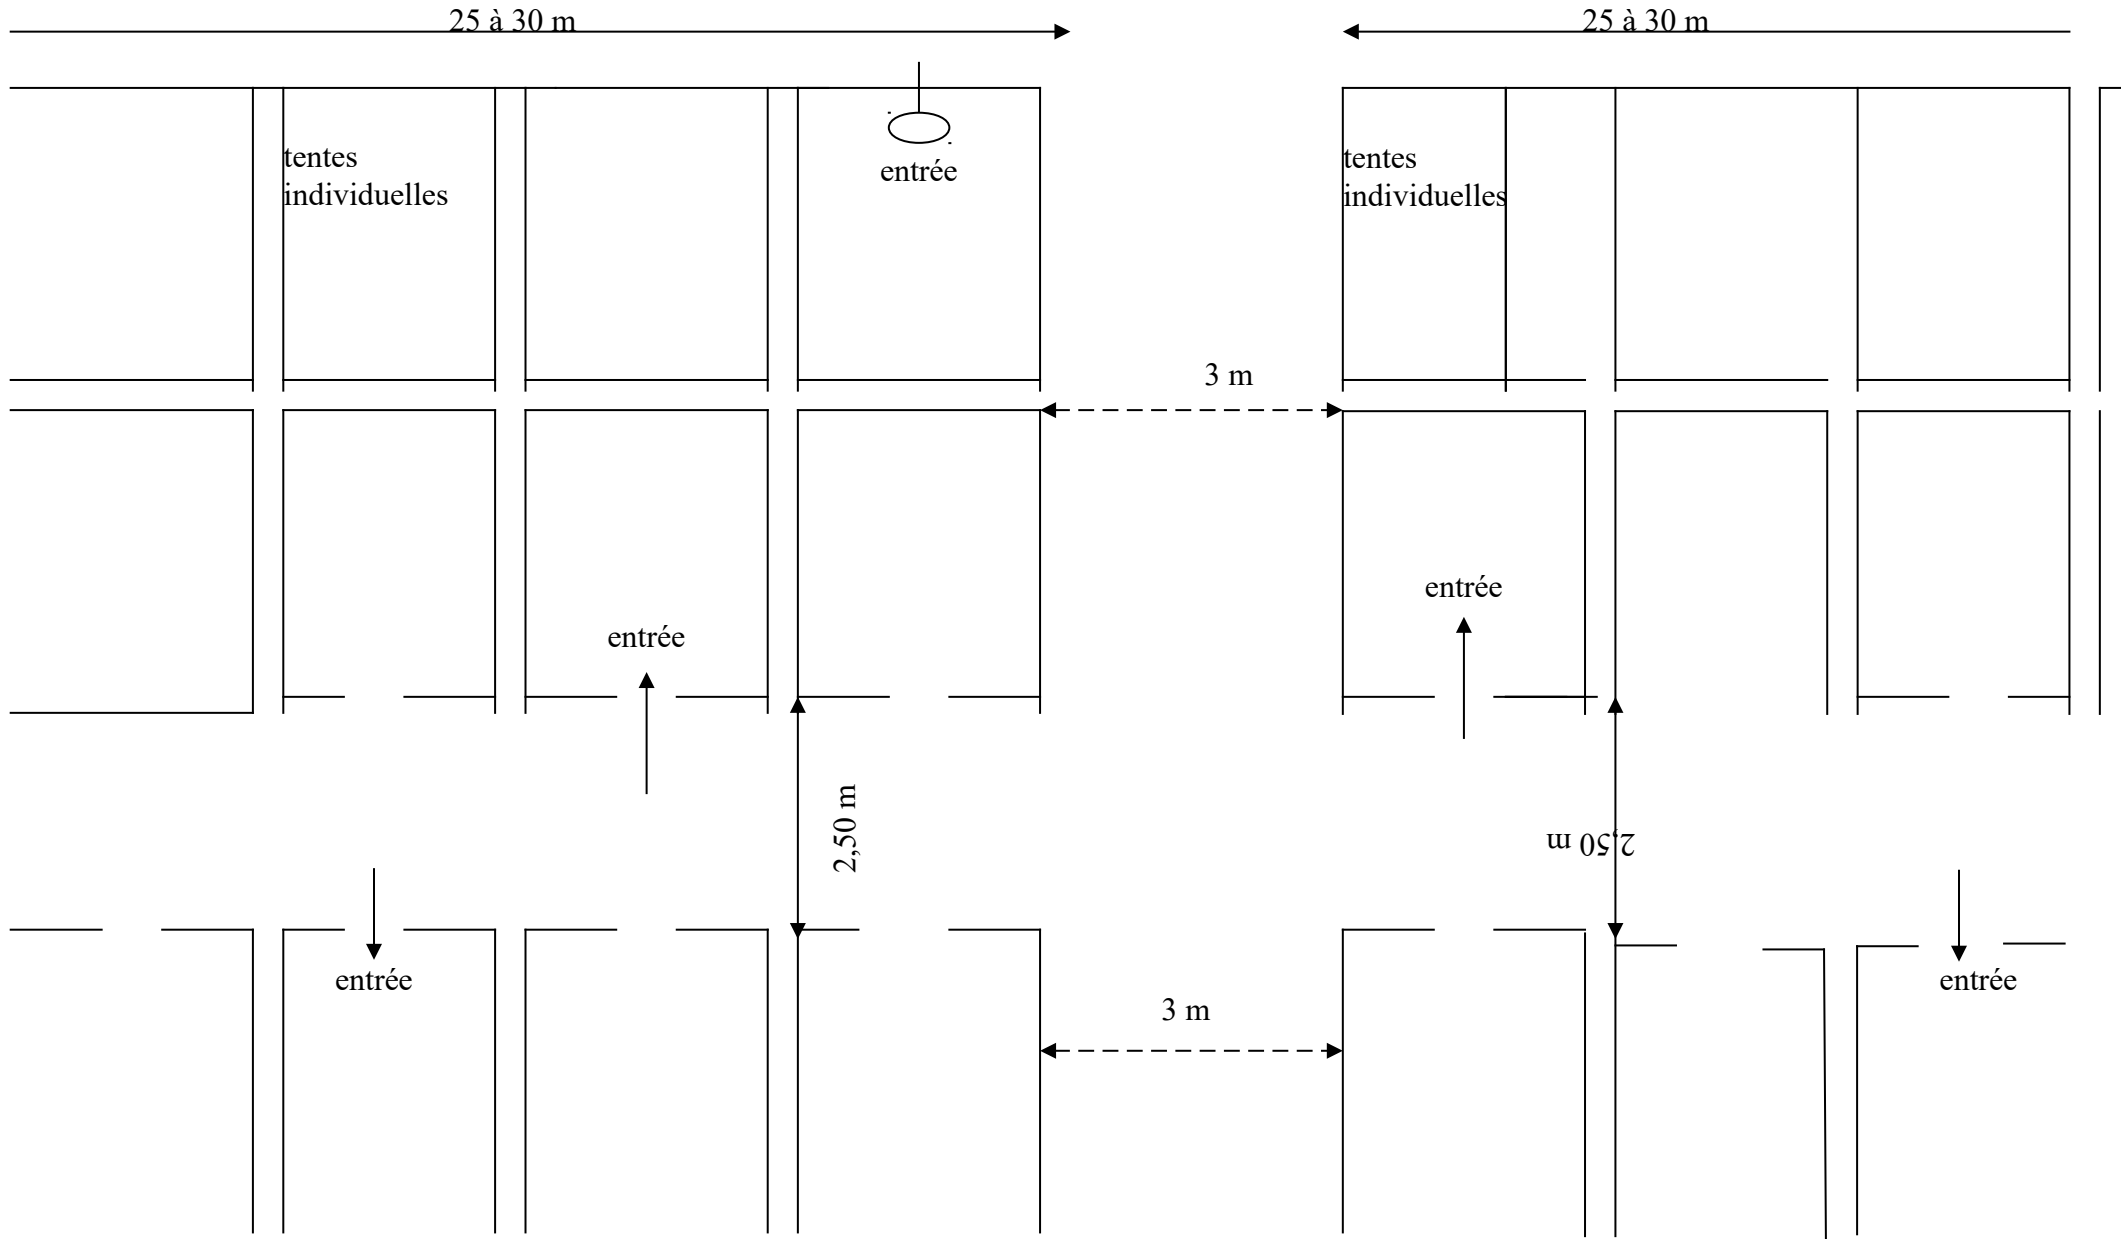 25 à 30 m
25 à 30 m
tentes
individuelles
entrée
tentes
individuelles
3 m
entrée
entrée
2,50 m
2,50 m
entrée
entrée
3 m